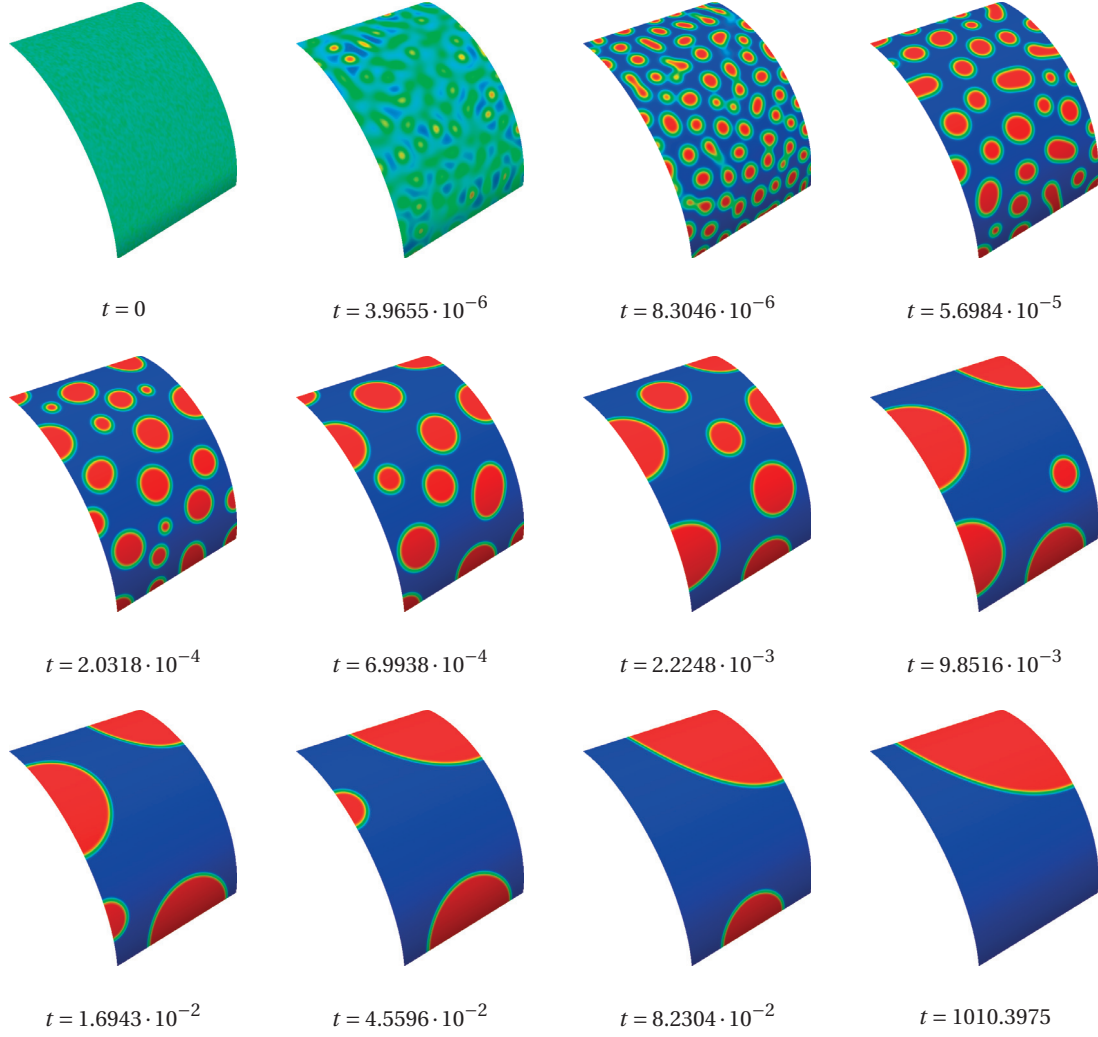 t = 0
t = 3.9655 · 10⁻⁶
t = 8.3046 · 10⁻⁶
t = 5.6984 · 10⁻⁵
t = 2.0318 · 10⁻⁴
t = 6.9938 · 10⁻⁴
t = 2.2248 · 10⁻³
t = 9.8516 · 10⁻³
t = 1.6943 · 10⁻²
t = 4.5596 · 10⁻²
t = 8.2304 · 10⁻²
t = 1010.3975